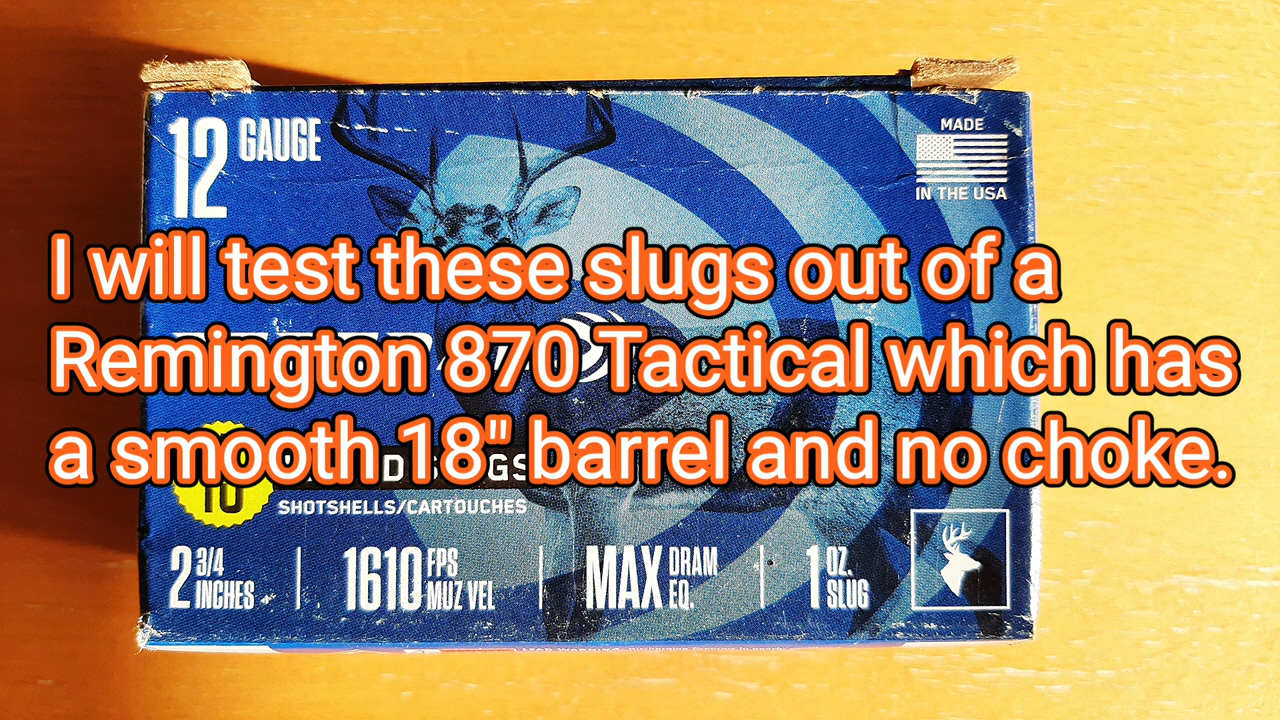 12 GAUGE
MADE
IN THE USA
I will test these slugs out of a
Remington 870 Tactical which has
a smooth 18" barrel and no choke.
10
SHOTSHELLS/CARTOUCHES
2 3/4 INCHES
1610 FPS MUZ VEL
MAX DRAM EQ.
1 OZ. SLUG